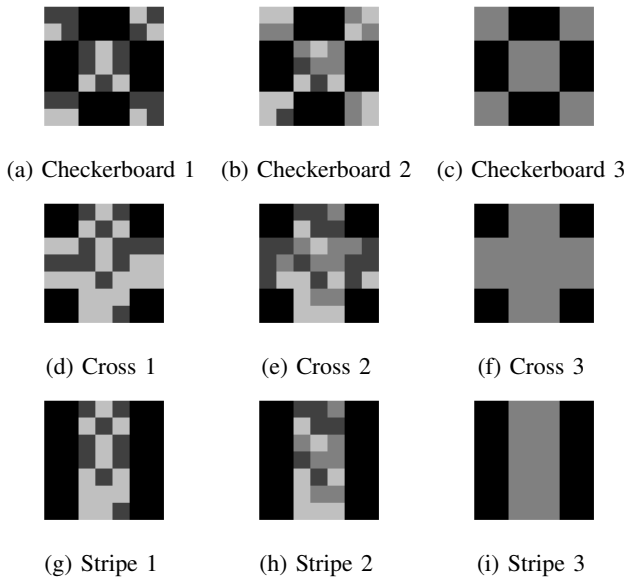 (a) Checkerboard 1 (b) Checkerboard 2 (c) Checkerboard 3
(d) Cross 1 (e) Cross 2 (f) Cross 3
(g) Stripe 1 (h) Stripe 2 (i) Stripe 3